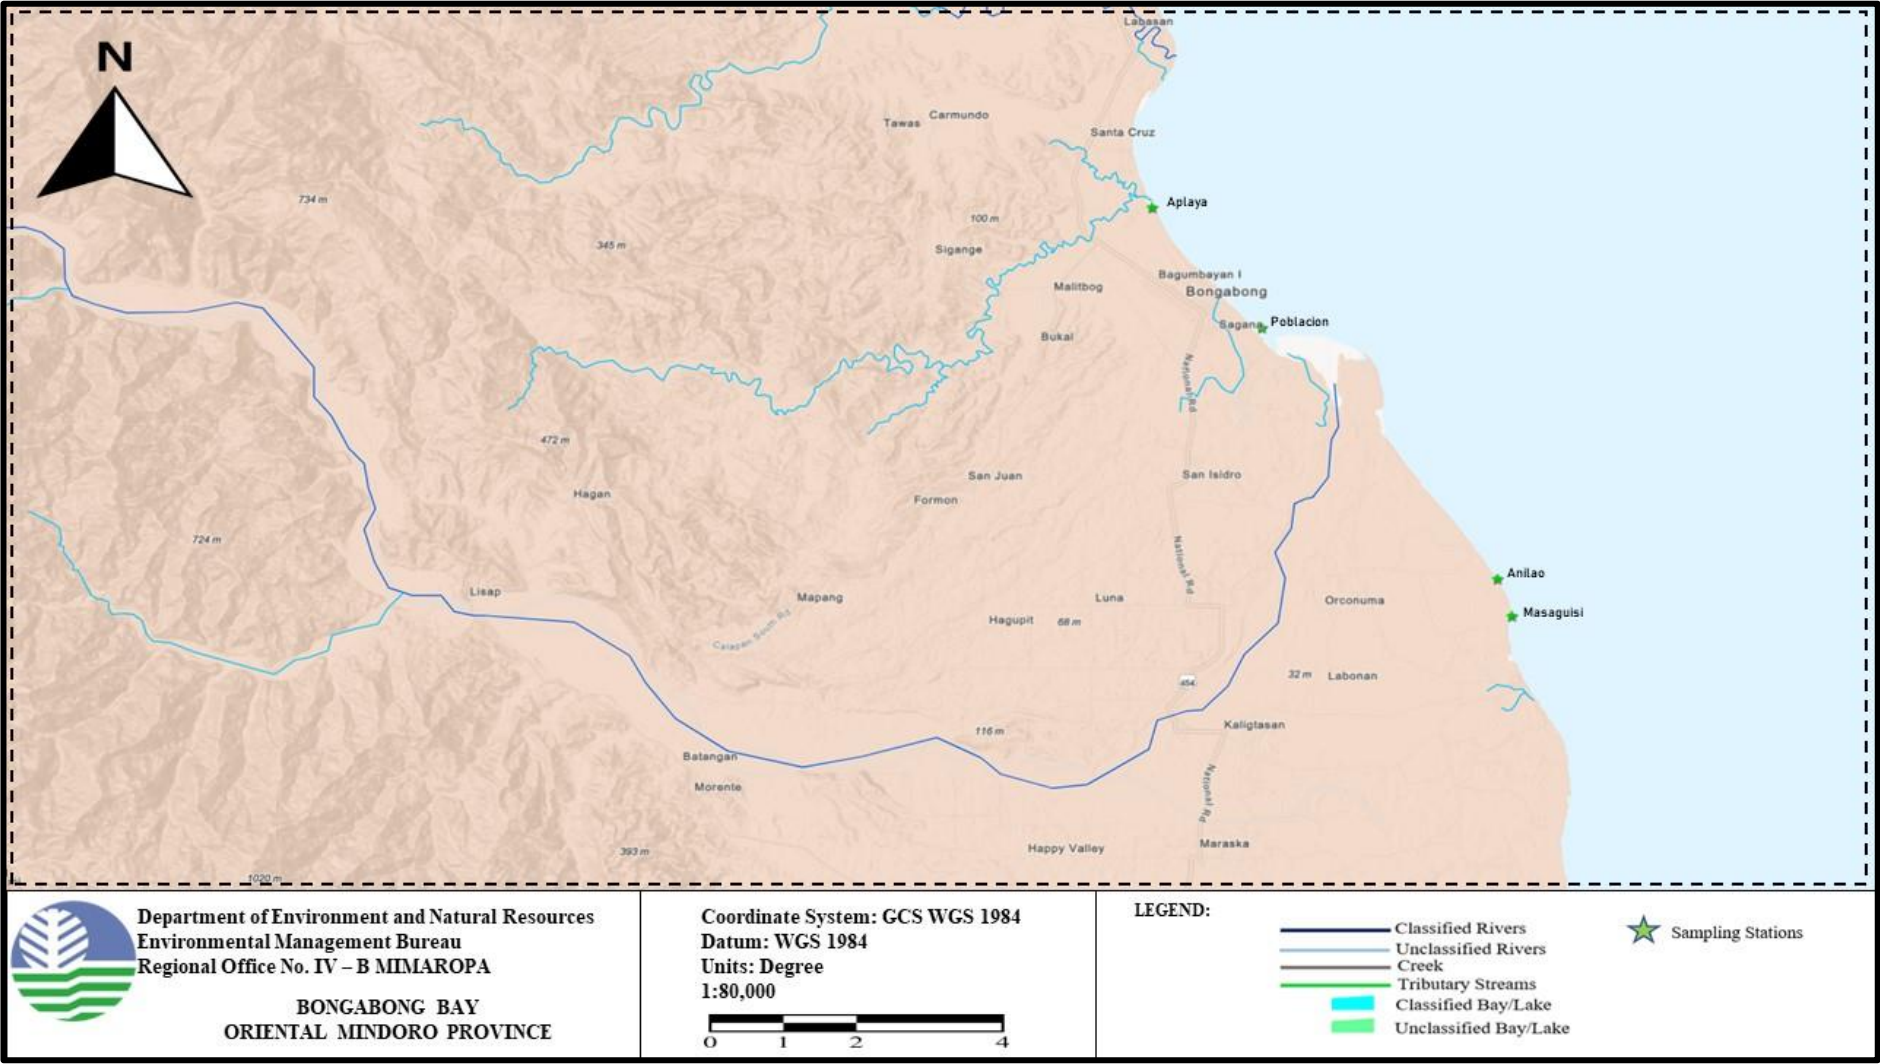 Labasan
N
Carmundo
Tawas
Santa Cruz
734 m
Aplaya
100 m
345 m
Sigange
Bagumbayan I
Malitbog
Bongabong
Sagana
Poblacion
Bukal
National Rd
472 m
San Juan
San Isidro
Hagan
Formon
724 m
National Rd
Anilao
Lisap
Mapang
Luna
Orconuma
Masaguisi
Hagupit
68 m
Calapan South Rd
32 m
Labonan
454
Kaligtasan
116 m
Batangan
Morente
National Rd
Maraska
Happy Valley
393 m
1020 m
Department of Environment and Natural Resources
Environmental Management Bureau
Regional Office No. IV – B MIMAROPA
BONGABONG BAY
ORIENTAL MINDORO PROVINCE
Coordinate System: GCS WGS 1984
Datum: WGS 1984
Units: Degree
1:80,000
0 1 2 4
LEGEND:
Classified Rivers
Unclassified Rivers
Creek
Tributary Streams
Classified Bay/Lake
Unclassified Bay/Lake
Sampling Stations